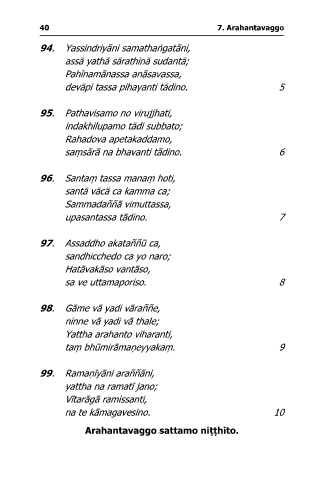 40 7. Arahantavaggo
94. Yassindriyāni samathaṅgatāni,
assā yathā sārathinā sudantā;
Pahīnamānassa anāsavassa,
devāpi tassa pihayanti tādino. 5
95. Pathavisamo no virujjhati,
indakhilupamo tādi subbato;
Rahadova apetakaddamo,
saṃsārā na bhavanti tādino. 6
96. Santaṃ tassa manaṃ hoti,
santā vācā ca kamma ca;
Sammadaññā vimuttassa,
upasantassa tādino. 7
97. Assaddho akataññū ca,
sandhicchedo ca yo naro;
Hatāvakāso vantāso,
sa ve uttamaporiso. 8
98. Gāme vā yadi vāraññe,
ninne vā yadi vā thale;
Yattha arahanto viharanti,
taṃ bhūmirāmaṇeyyakaṃ. 9
99. Ramaṇīyāni araññāni,
yattha na ramatī jano;
Vītarāgā ramissanti,
na te kāmagavesino. 10
Arahantavaggo sattamo niṭṭhito.